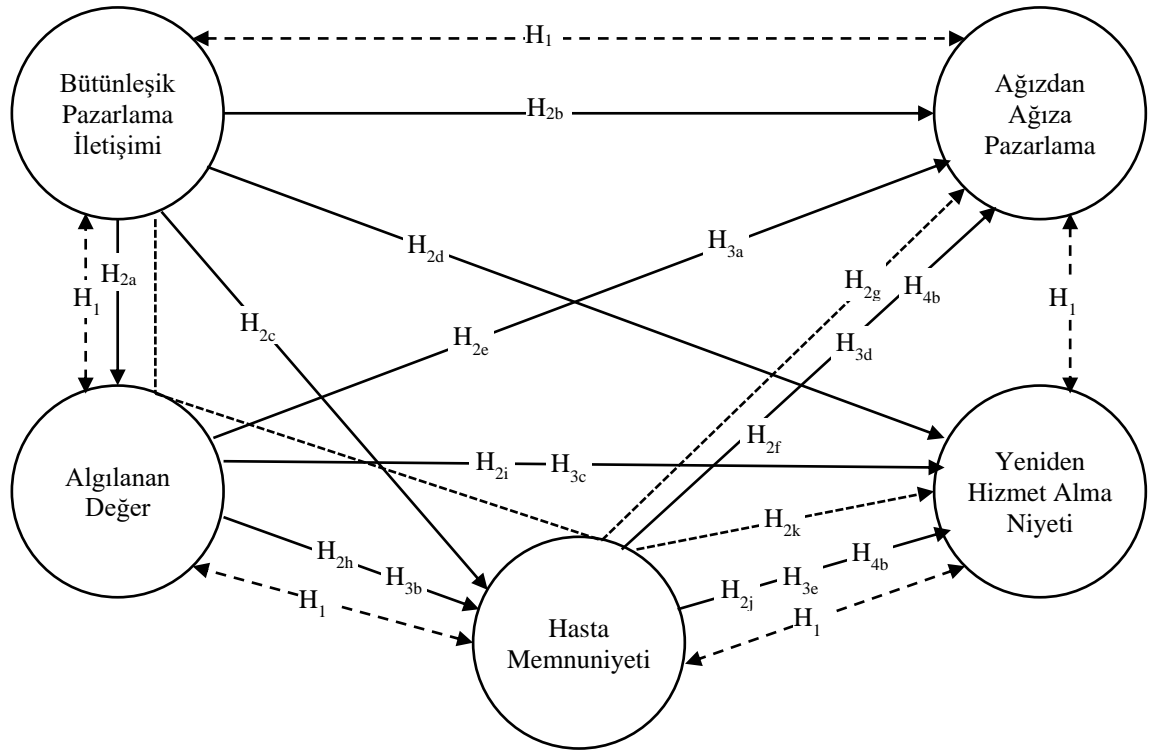 H1
Bütünleşik
Pazarlama
İletişimi
Ağızdan
Ağıza
Pazarlama
H2b
H2d
H3a
H2a
H1
H2g
H4b
H1
H2c
H2e
H3d
H2f
Algılanan
Değer
H2i
H3c
Yeniden
Hizmet Alma
Niyeti
H2k
H2h
H3b
H4b
H3e
H2j
H1
H1
Hasta
Memnuniyeti